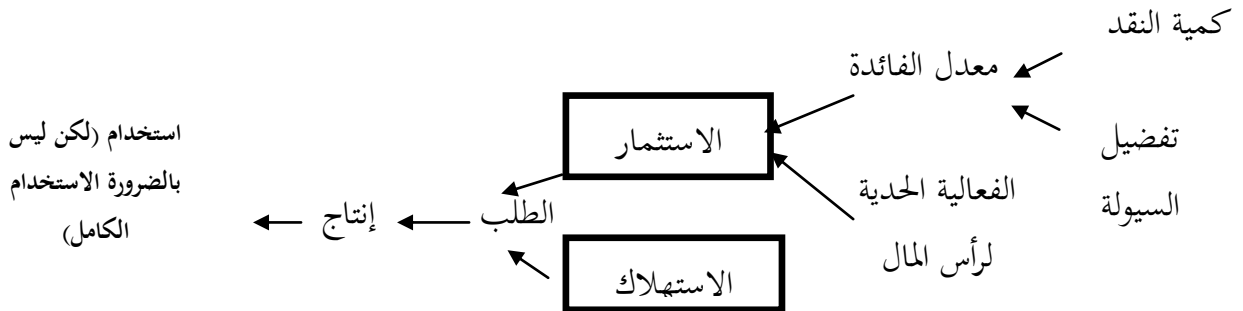 كمية النقد
معدل الفائدة
تفضيل
السيولة
الاستثمار
الفعالية الحدية
لرأس المال
الطلب
الاستهلاك
إنتاج
استخدام (لكن ليس
بالضرورة الاستخدام
الكامل)